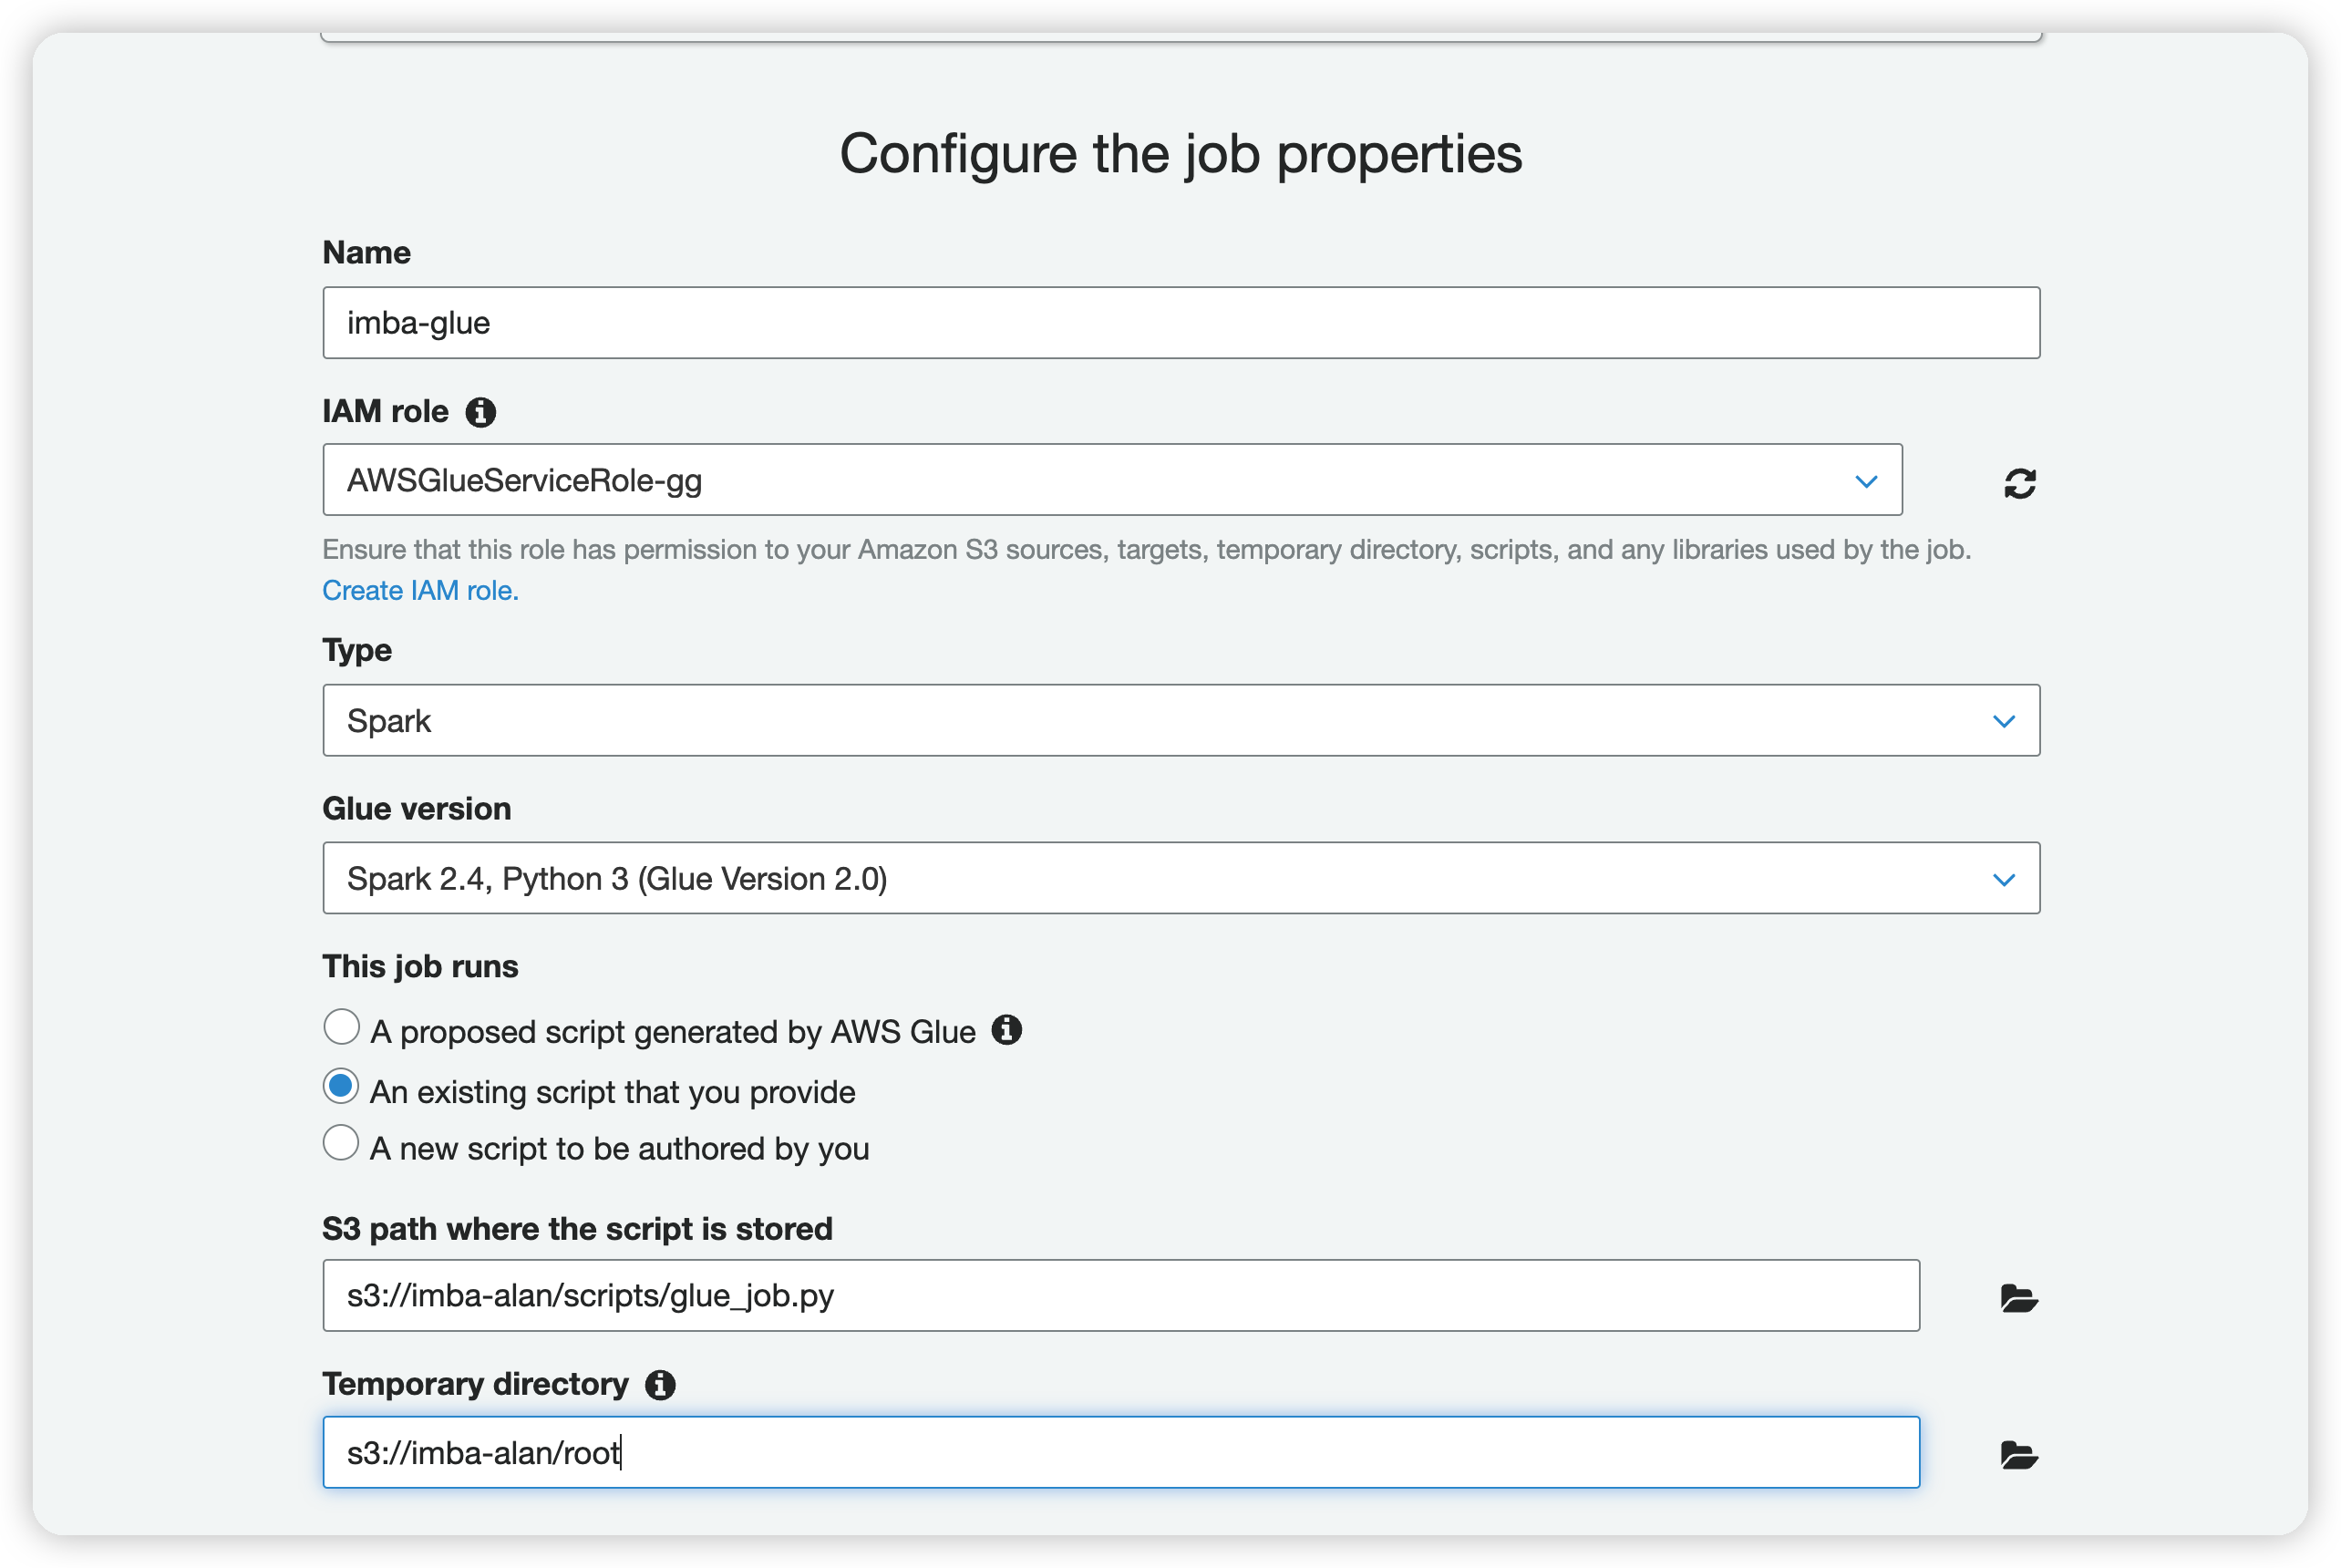 Configure the job properties
Name
imba-glue
IAM role
AWSGlueServiceRole-gg
Ensure that this role has permission to your Amazon S3 sources, targets, temporary directory, scripts, and any libraries used by the job.
Create IAM role.
Type
Spark
Glue version
Spark 2.4, Python 3 (Glue Version 2.0)
This job runs
A proposed script generated by AWS Glue
An existing script that you provide
A new script to be authored by you
S3 path where the script is stored
s3://imba-alan/scripts/glue_job.py
Temporary directory
s3://imba-alan/root